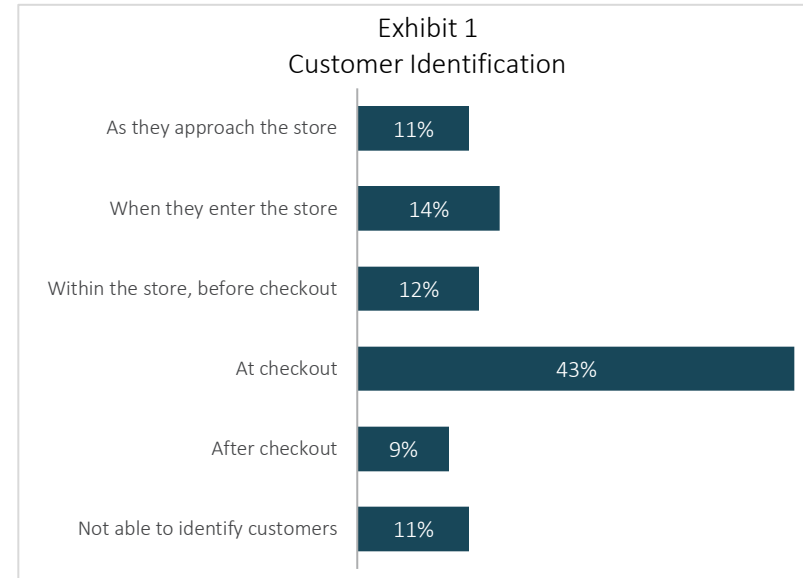 Exhibit 1
Customer Identification
As they approach the store
11%
When they enter the store
14%
Within the store, before checkout
12%
At checkout
43%
After checkout
9%
Not able to identify customers
11%